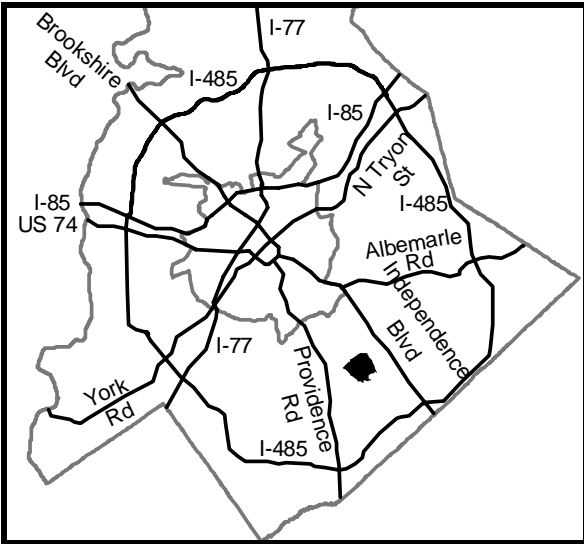 I-77
Brookshire
Blvd
I-485
I-85
N Tryon
St
I-85
US 74
I-485
Albemarle
Rd
Independence
Blvd
I-77
Providence
Rd
York
Rd
I-485